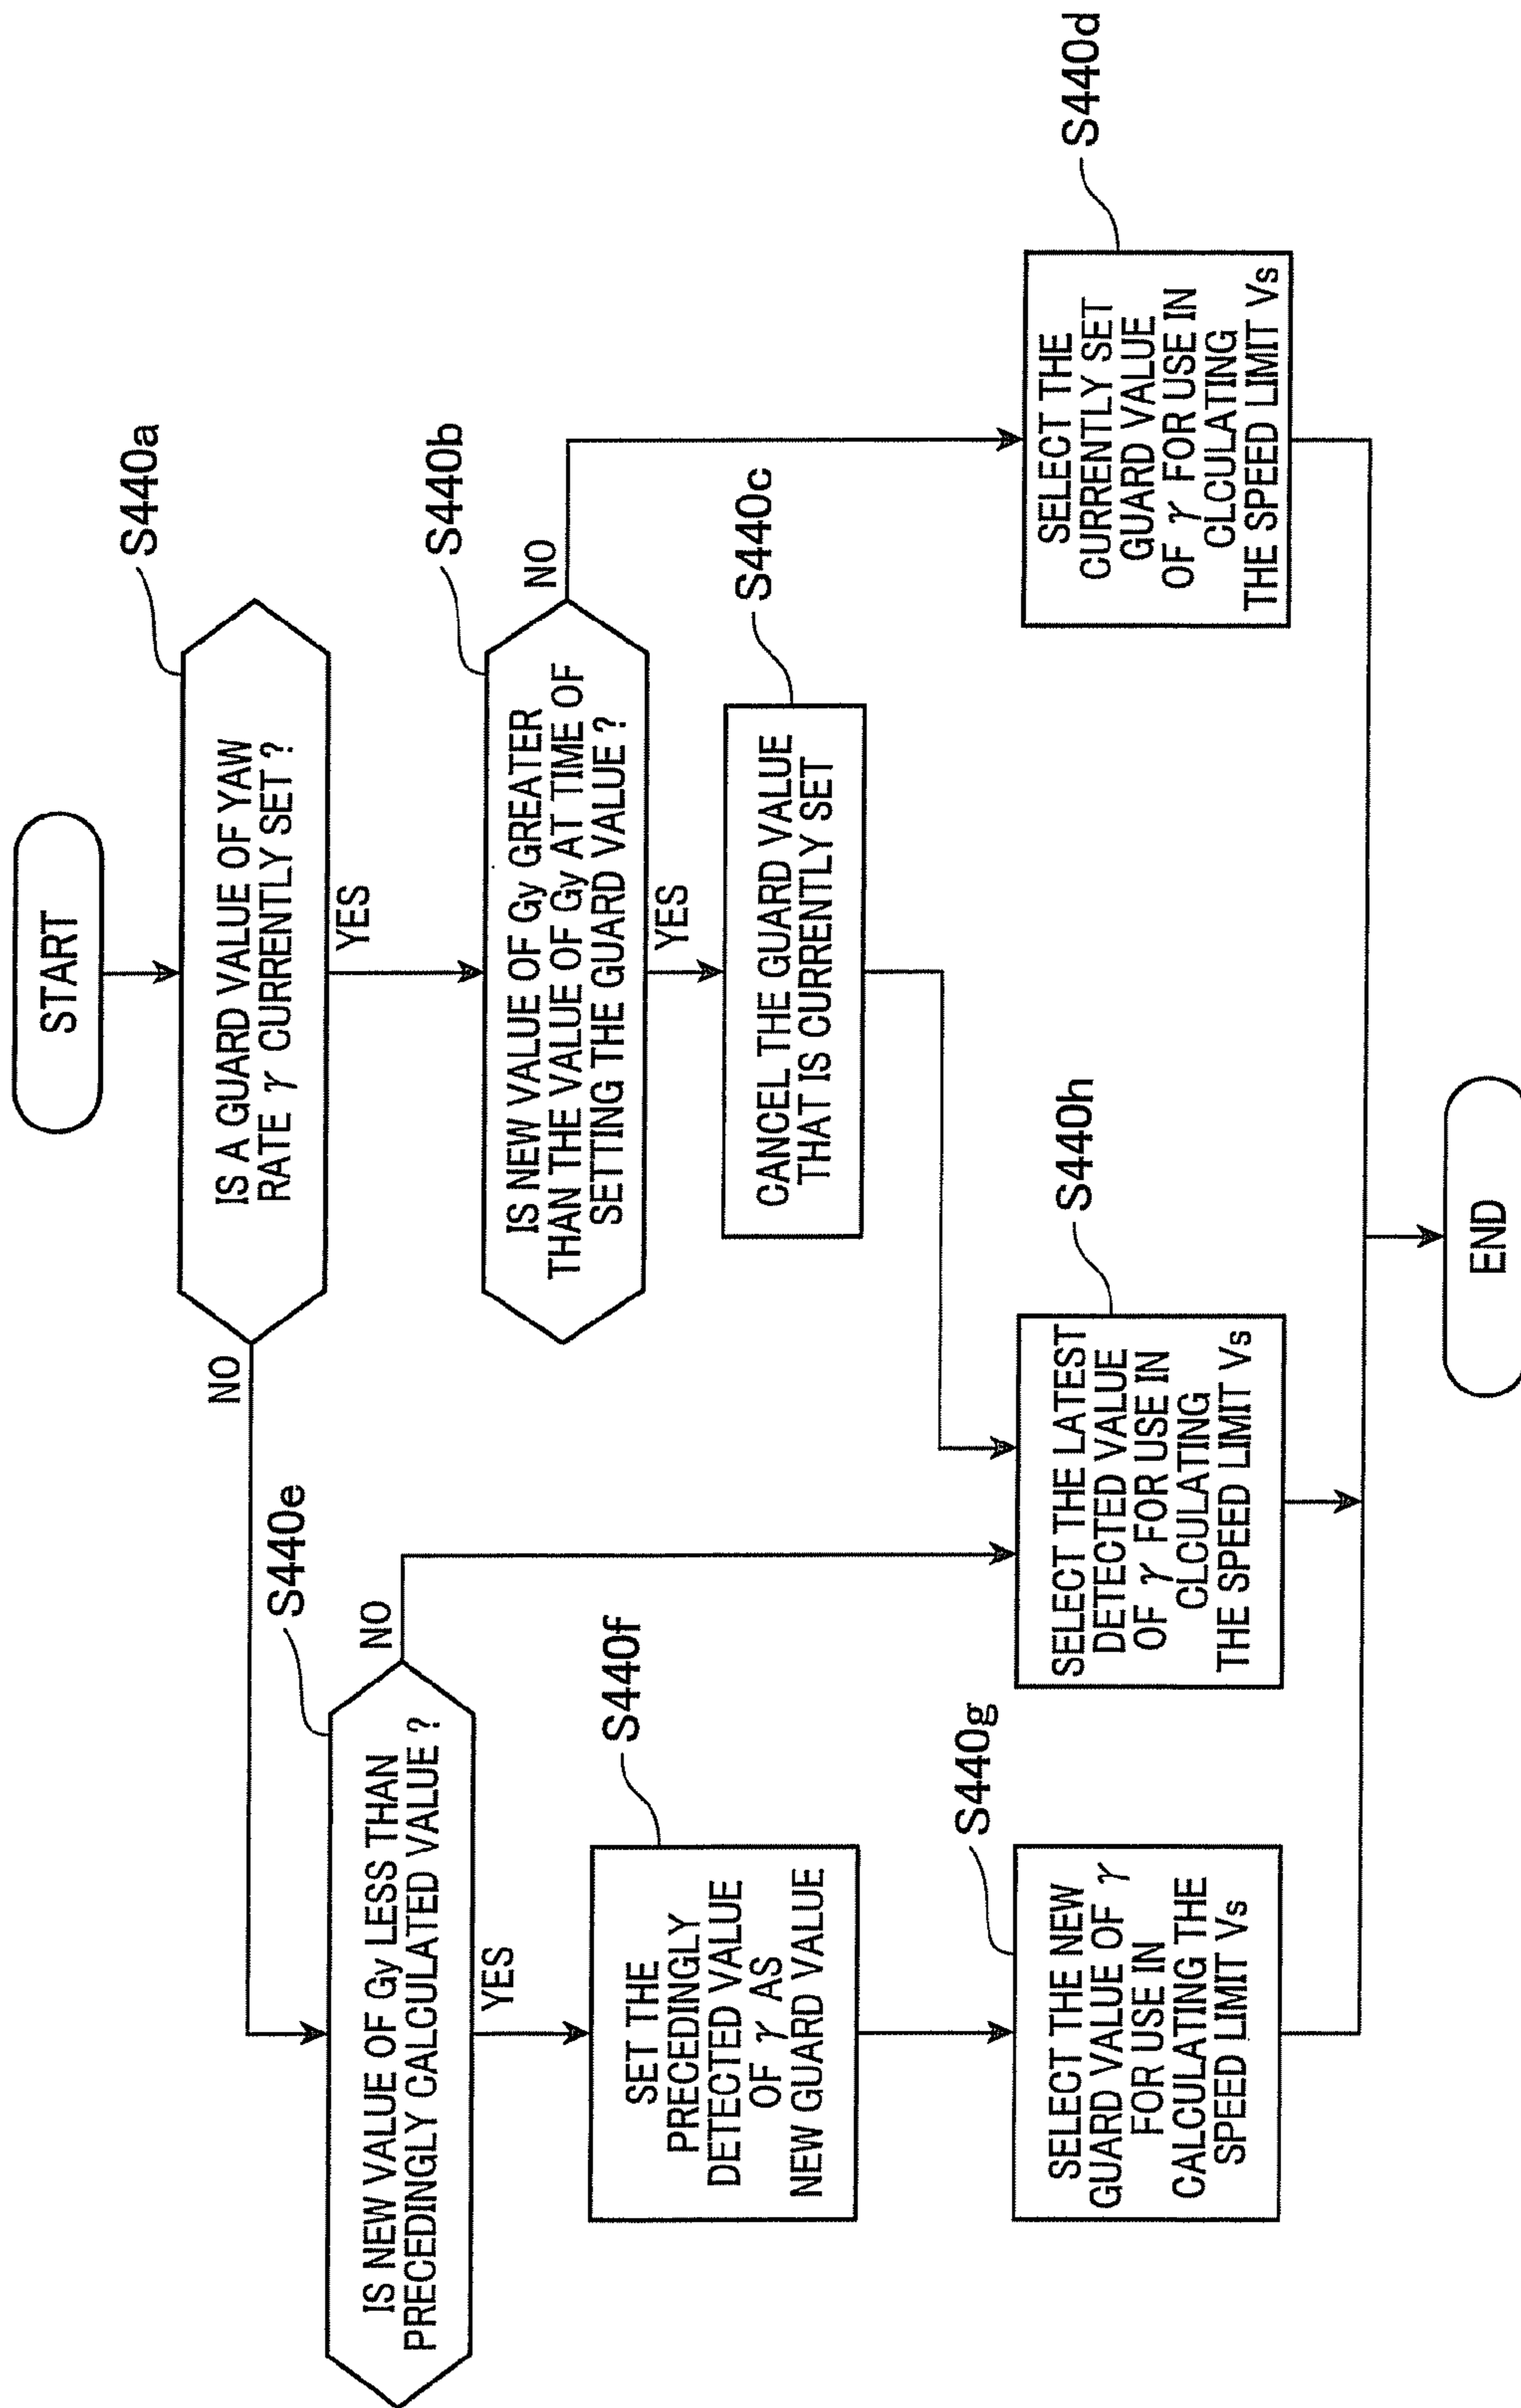 START
S440a
IS A GUARD VALUE OF YAW
RATE γ CURRENTLY SET ?
NO
YES
S440b
IS NEW VALUE OF Gy GREATER
THAN THE VALUE OF Gy AT TIME OF
SETTING THE GUARD VALUE ?
NO
YES
S440c
CANCEL THE GUARD VALUE
THAT IS CURRENTLY SET
S440d
SELECT THE
CURRENTLY SET
GUARD VALUE
OF γ FOR USE IN
CLCULATING
THE SPEED LIMIT Vs
S440e
IS NEW VALUE OF Gy LESS THAN
PRECEDINGLY CALCULATED VALUE ?
NO
YES
S440f
SET THE
PRECEDINGLY
DETECTED VALUE
OF γ AS
NEW GUARD VALUE
S440g
SELECT THE NEW
GUARD VALUE OF γ
FOR USE IN
CALCULATING THE
SPEED LIMIT Vs
S440h
SELECT THE LATEST
DETECTED VALUE
OF γ FOR USE IN
CLCULATING
THE SPEED LIMIT Vs
END